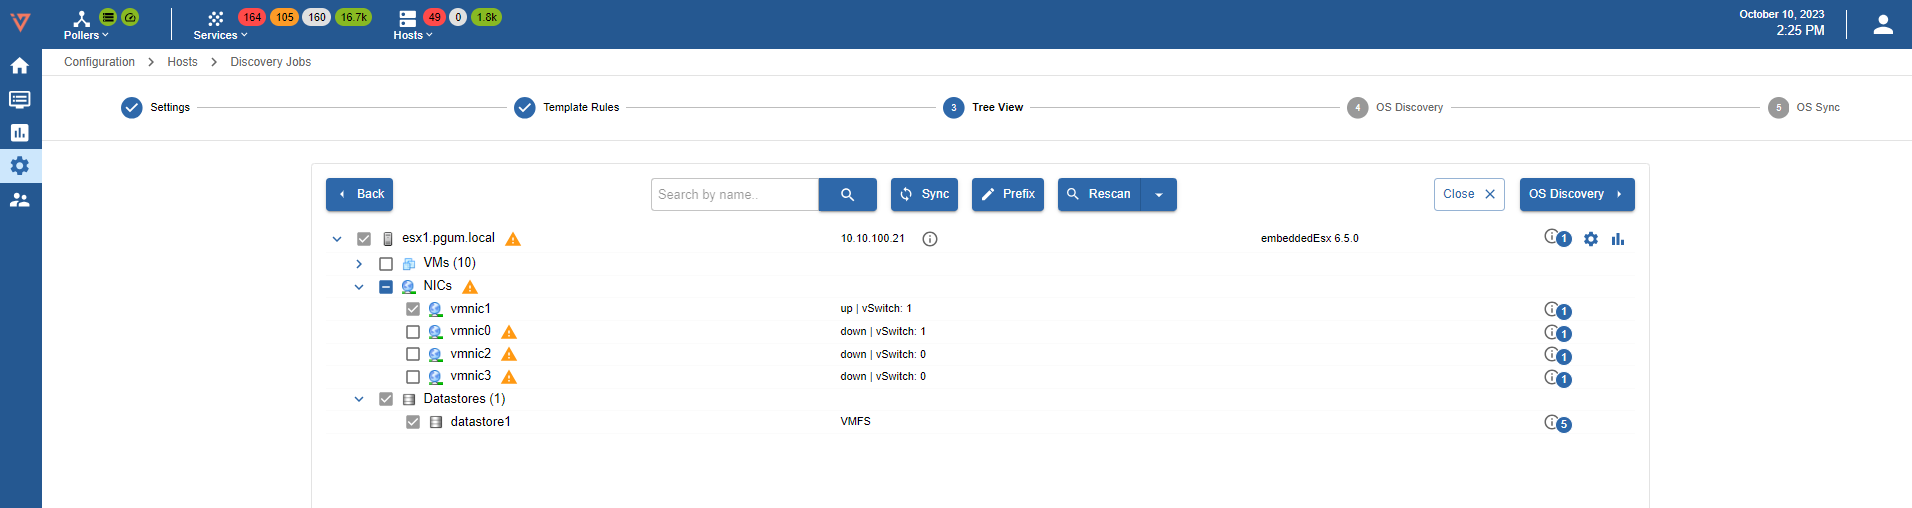 164 105 160 16.7k 49 0 1.8k
Pollers Services Hosts
October 10, 2023
2:25 PM
Configuration Hosts Discovery Jobs
Settings Template Rules 3 Tree View 4 OS Discovery 5 OS Sync
Back Search by name.. Sync Prefix Rescan Close OS Discovery
esx1.pgum.local 10.10.100.21 embeddedEsx 6.5.0 1
VMs (10)
NICs
vmnic1 up | vSwitch: 1 1
vmnic0 down | vSwitch: 1 1
vmnic2 down | vSwitch: 0 1
vmnic3 down | vSwitch: 0 1
Datastores (1)
datastore1 VMFS 5